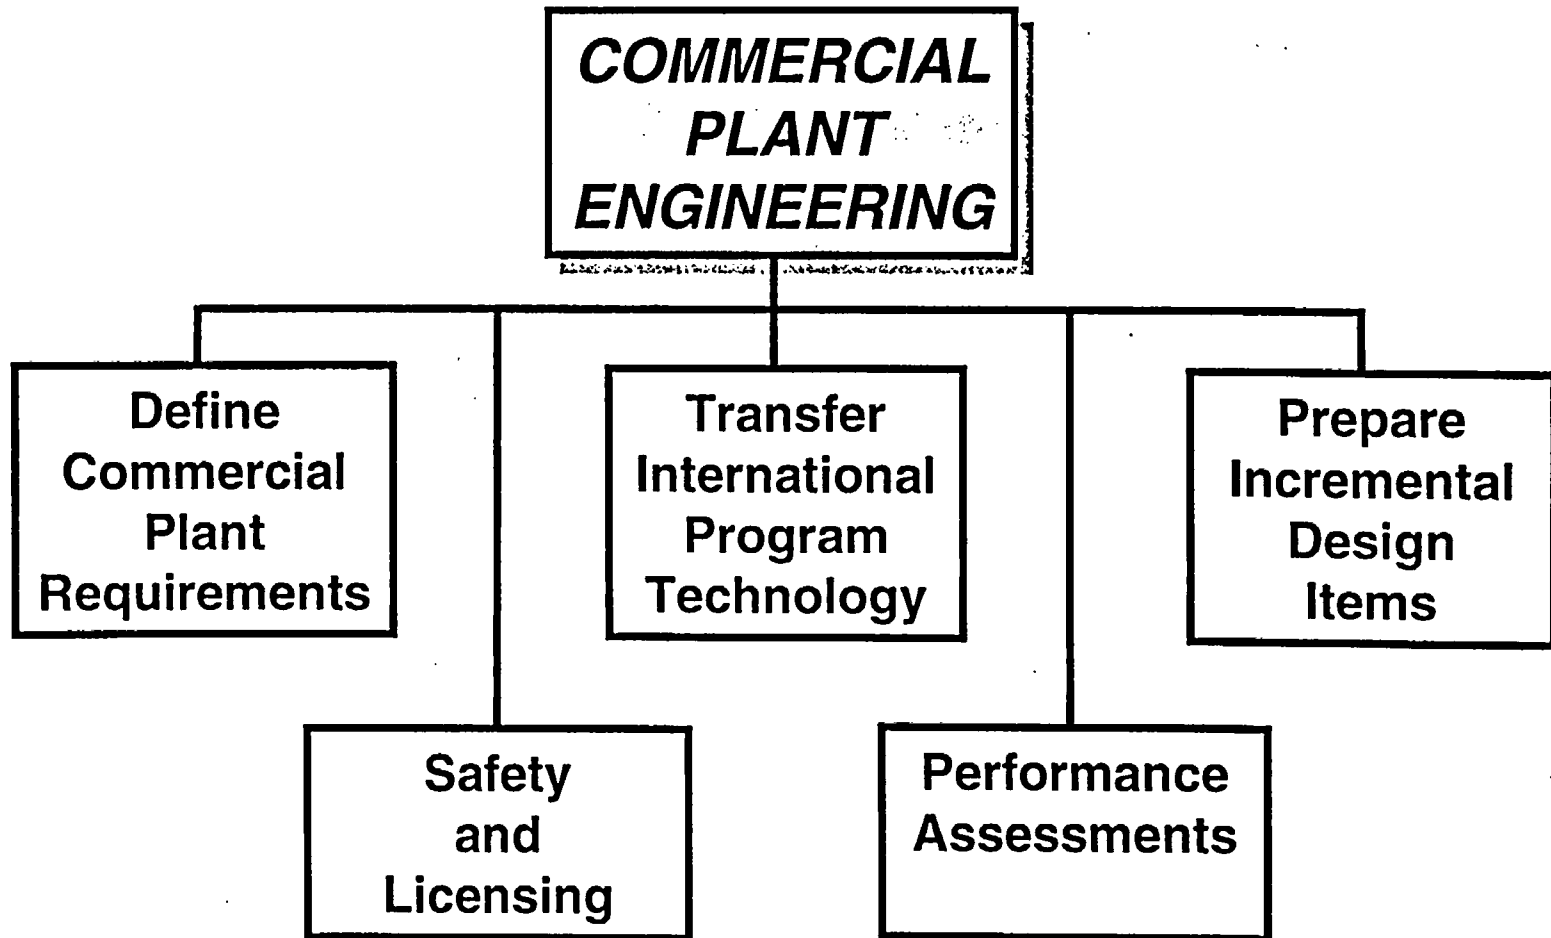 COMMERCIAL
PLANT
ENGINEERING
Define
Commercial
Plant
Requirements
Transfer
International
Program
Technology
Prepare
Incremental
Design
Items
Safety
and
Licensing
Performance
Assessments